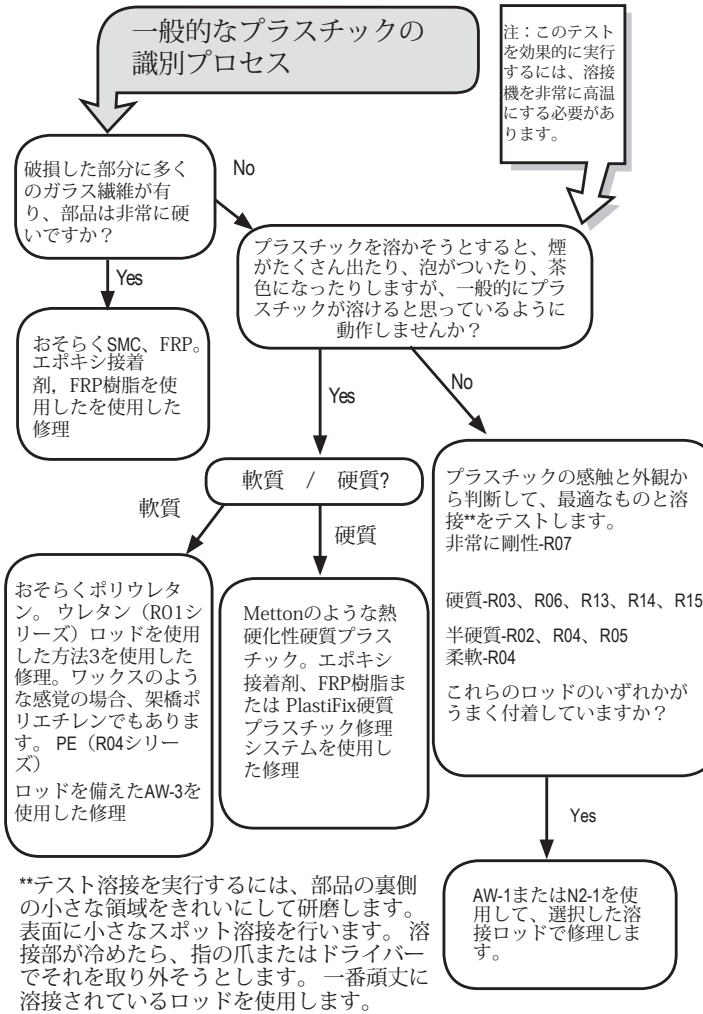 一般的なプラスチックの
識別プロセス
注：このテスト
を効果的に実行
するには、溶接
機を非常に高温
にする必要があ
ります。
破損した部分に多く
のガラス繊維が有
り、部品は非常に硬
いですか？
No
Yes
プラスチックを溶かそうとすると、煙
がたくさん出たり、泡がついたり、茶
色になったりしますが、一般的にプラ
スチックが溶けると思っているように
動作しませんか？
おそらくSMC、FRP。
エポキシ接着
剤，FRP樹脂を使
用したを使用した
修理
Yes
No
軟質 / 硬質?
軟質
硬質
おそらくポリウレタ
ン。 ウレタン（R01シ
リーズ）ロッドを使用
した方法3を使用した
修理。ワックスのよう
な感覚の場合、架橋ポ
リエチレンでもありま
す。 PE（R04シリー
ズ）
ロッドを備えたAW-3を
使用した修理
Mettonのような熱
硬化性硬質プラス
チック。エポキシ
接着剤、FRP樹脂ま
たは PlastiFix硬質
プラスチック修理
システムを使用し
た修理
プラスチックの感触と外観か
ら判断して、最適なものと溶
接**をテストします。
非常に剛性-R07
硬質-R03、R06、R13、R14、R15
半硬質-R02、R04、R05
柔軟-R04
これらのロッドのいずれかが
うまく付着していますか？
Yes
AW-1またはN2-1を使
用して、選択した溶
接ロッドで修理しま
す。
**テスト溶接を実行するには、部品の裏側
の小さな領域をきれいにして研磨します。
表面に小さなスポット溶接を行います。 溶
接部が冷めたら、指の爪またはドライバー
でそれを取り外そうとします。 一番頑丈に
溶接されているロッドを使用します。